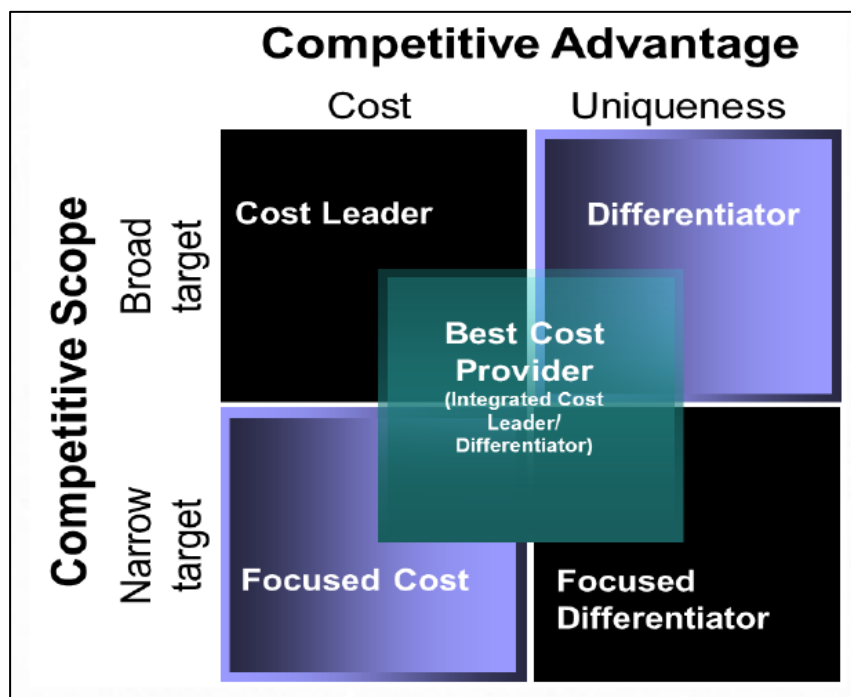 Competitive Advantage
Cost
Uniqueness
Competitive Scope
Broad
target
Narrow
target
Cost Leader
Differentiator
Best Cost
Provider
(Integrated Cost
Leader/
Differentiator)
Focused Cost
Focused
Differentiator